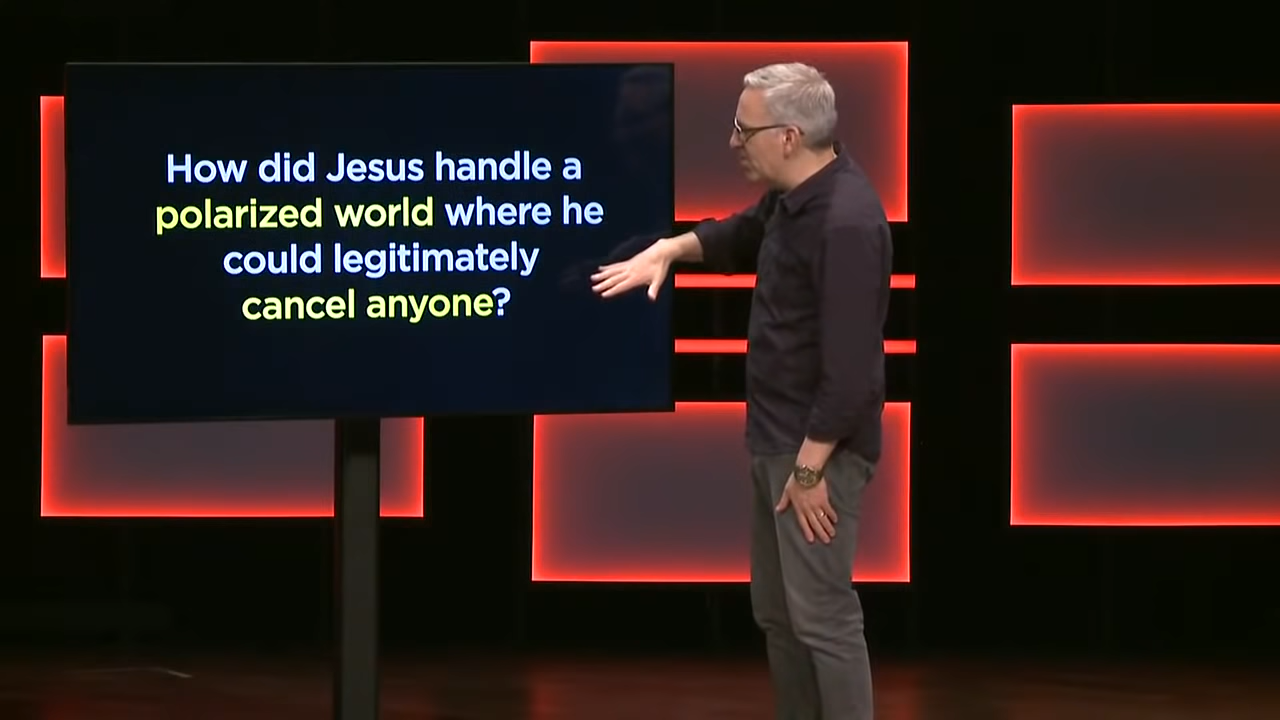 How did Jesus handle a
polarized world where he
could legitimately
cancel anyone?